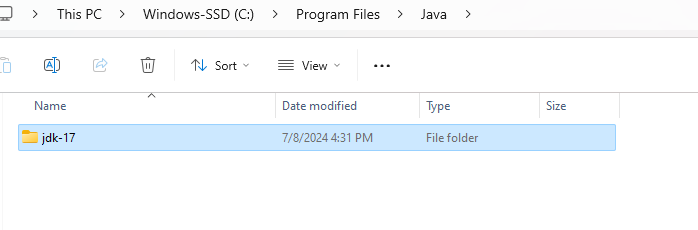 This PC > Windows-SSD (C:) > Program Files > Java >
Sort View ...
Name Date modified Type Size
jdk-17 7/8/2024 4:31 PM File folder